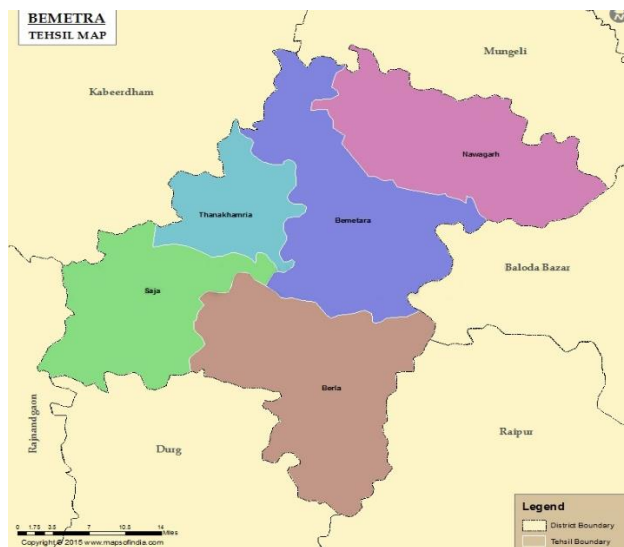 BEMETRA
TEHSIL MAP
N
Mungeli
Kabeerdham
Nawagarh
Thanakhamria
Bemetara
Baloda Bazar
Saja
Berla
Rajnandgaon
Durg
Raipur
0 1.75 3.5 7 10.5 14
Miles
Copyright © 2015 www.mapsofindia.com
Legend
District Boundary
Tehsil Boundary